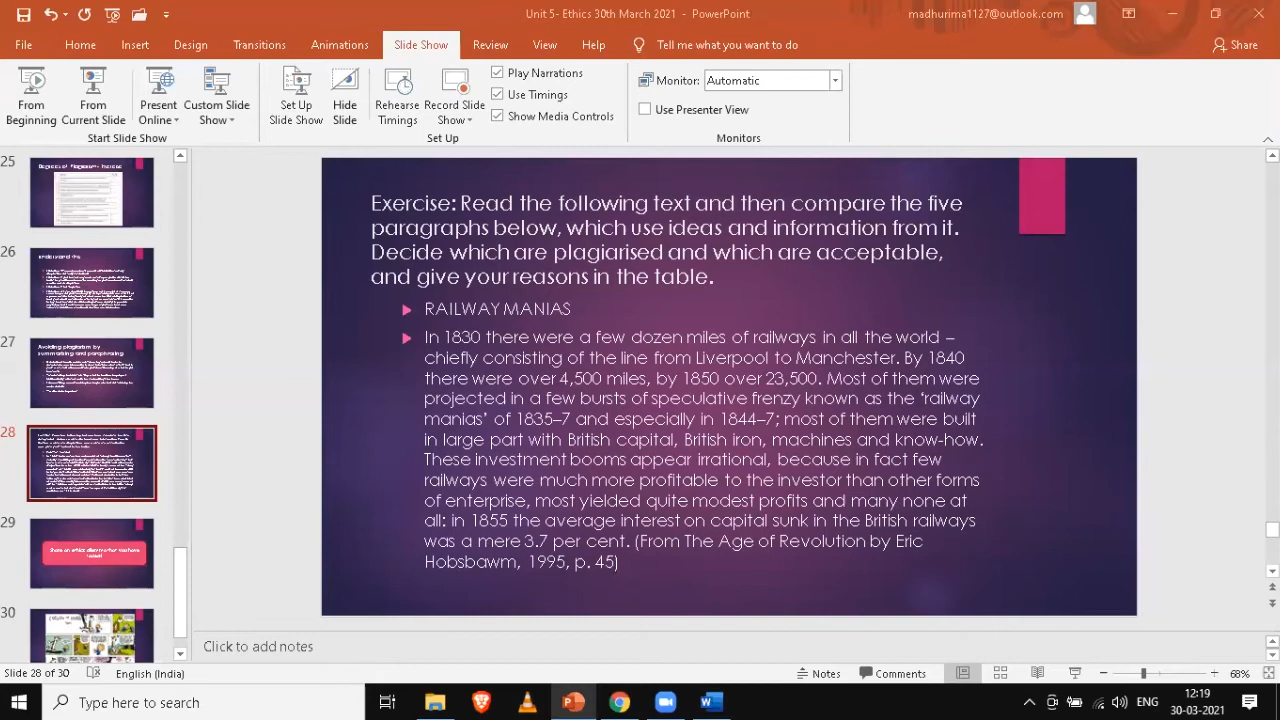 Unit 5- Ethics 30th March 2021 - PowerPoint
madhurima1127@outlook.com
File Home Insert Design Transitions Animations Slide Show Review View Help Tell me what you want to do Share
From Beginning
From Current Slide
Present Online
Custom Slide Show
Set Up Slide Show
Hide Slide
Rehearse Timings
Record Slide Show
Play Narrations
Use Timings
Show Media Controls
Monitor: Automatic
Use Presenter View
Start Slide Show
Set Up
Monitors
25
26
27
Avoiding plagiarism by
summarising and paraphrasing
28
29
30
Exercise: Read the following text and then compare the five
paragraphs below, which use ideas and information from it.
Decide which are plagiarised and which are acceptable,
and give your reasons in the table.
RAILWAY MANIAS
In 1830 there were a few dozen miles of railways in all the world –
chiefly consisting of the line from Liverpool to Manchester. By 1840
there were over 4,500 miles, by 1850 over 23,500. Most of them were
projected in a few bursts of speculative frenzy known as the ‘railway
manias’ of 1835–7 and especially in 1844–7; most of them were built
in large part with British capital, British iron, machines and know-how.
These investment booms appear irrational, because in fact few
railways were much more profitable to the investor than other forms
of enterprise, most yielded quite modest profits and many none at
all: in 1855 the average interest on capital sunk in the British railways
was a mere 3.7 per cent. (From The Age of Revolution by Eric
Hobsbawm, 1995, p. 45)
Click to add notes
Slide 28 of 30 English (India) Notes Comments 68%
Type here to search
ENG
12:19
30-03-2021